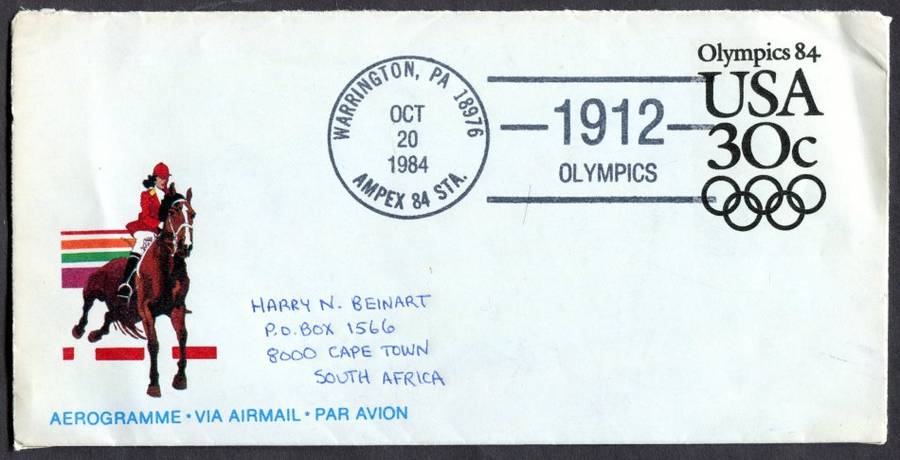 WARRINGTON, PA 18976
OCT
20
1984
AMPEX 84 STA.
1912
OLYMPICS
Olympics 84
USA
30c
HARRY N. BEINART
P.O. BOX 1566
8000 CAPE TOWN
SOUTH AFRICA
AEROGRAMME • VIA AIRMAIL • PAR AVION